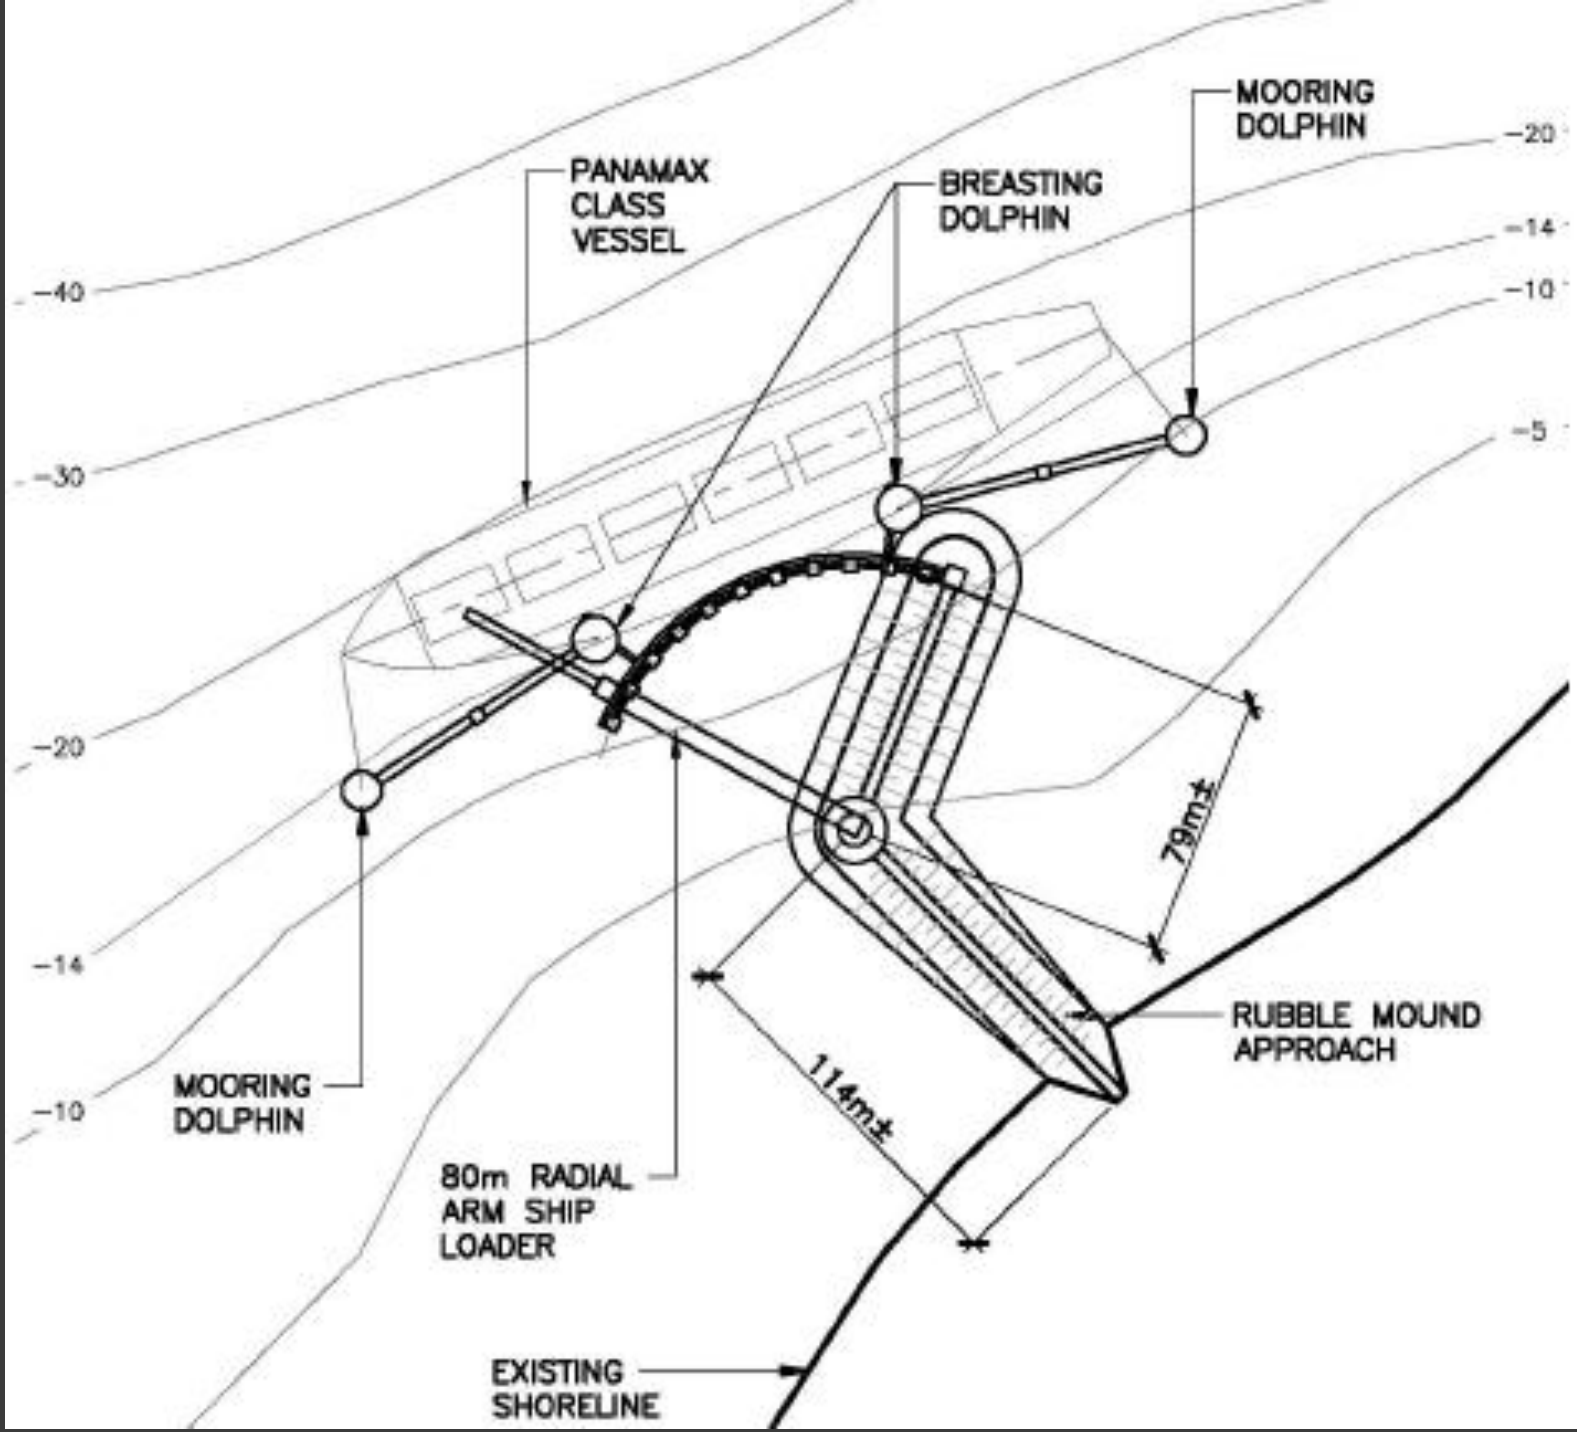 MOORING
DOLPHIN
-20
PANAMAX
CLASS
VESSEL
BREASTING
DOLPHIN
-14
-40
-10
-5
-30
-20
79m±
-14
RUBBLE MOUND
APPROACH
114m±
MOORING
DOLPHIN
-10
80m RADIAL
ARM SHIP
LOADER
EXISTING
SHORELINE